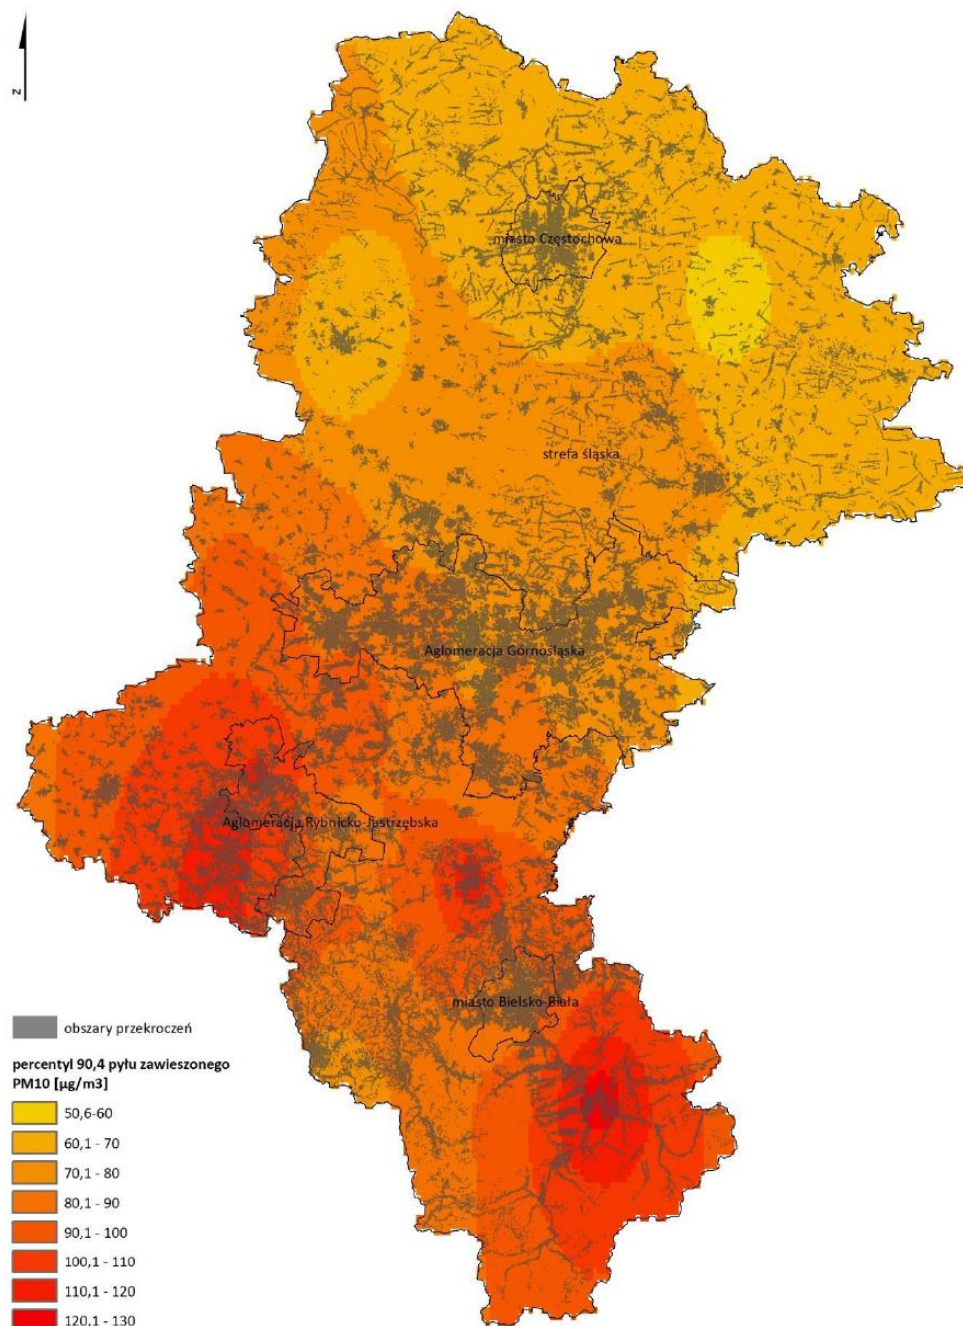 z
miasto Częstochowa
strefa śląska
Aglomeracja Górnośląska
Aglomeracja Rybnicko-Jastrzębska
miasto Bielsko-Biała
obszary przekroczeń
percentyl 90,4 pyłu zawieszonego
PM10 [µg/m3]
50,6-60
60,1 - 70
70,1 - 80
80,1 - 90
90,1 - 100
100,1 - 110
110,1 - 120
120,1 - 130